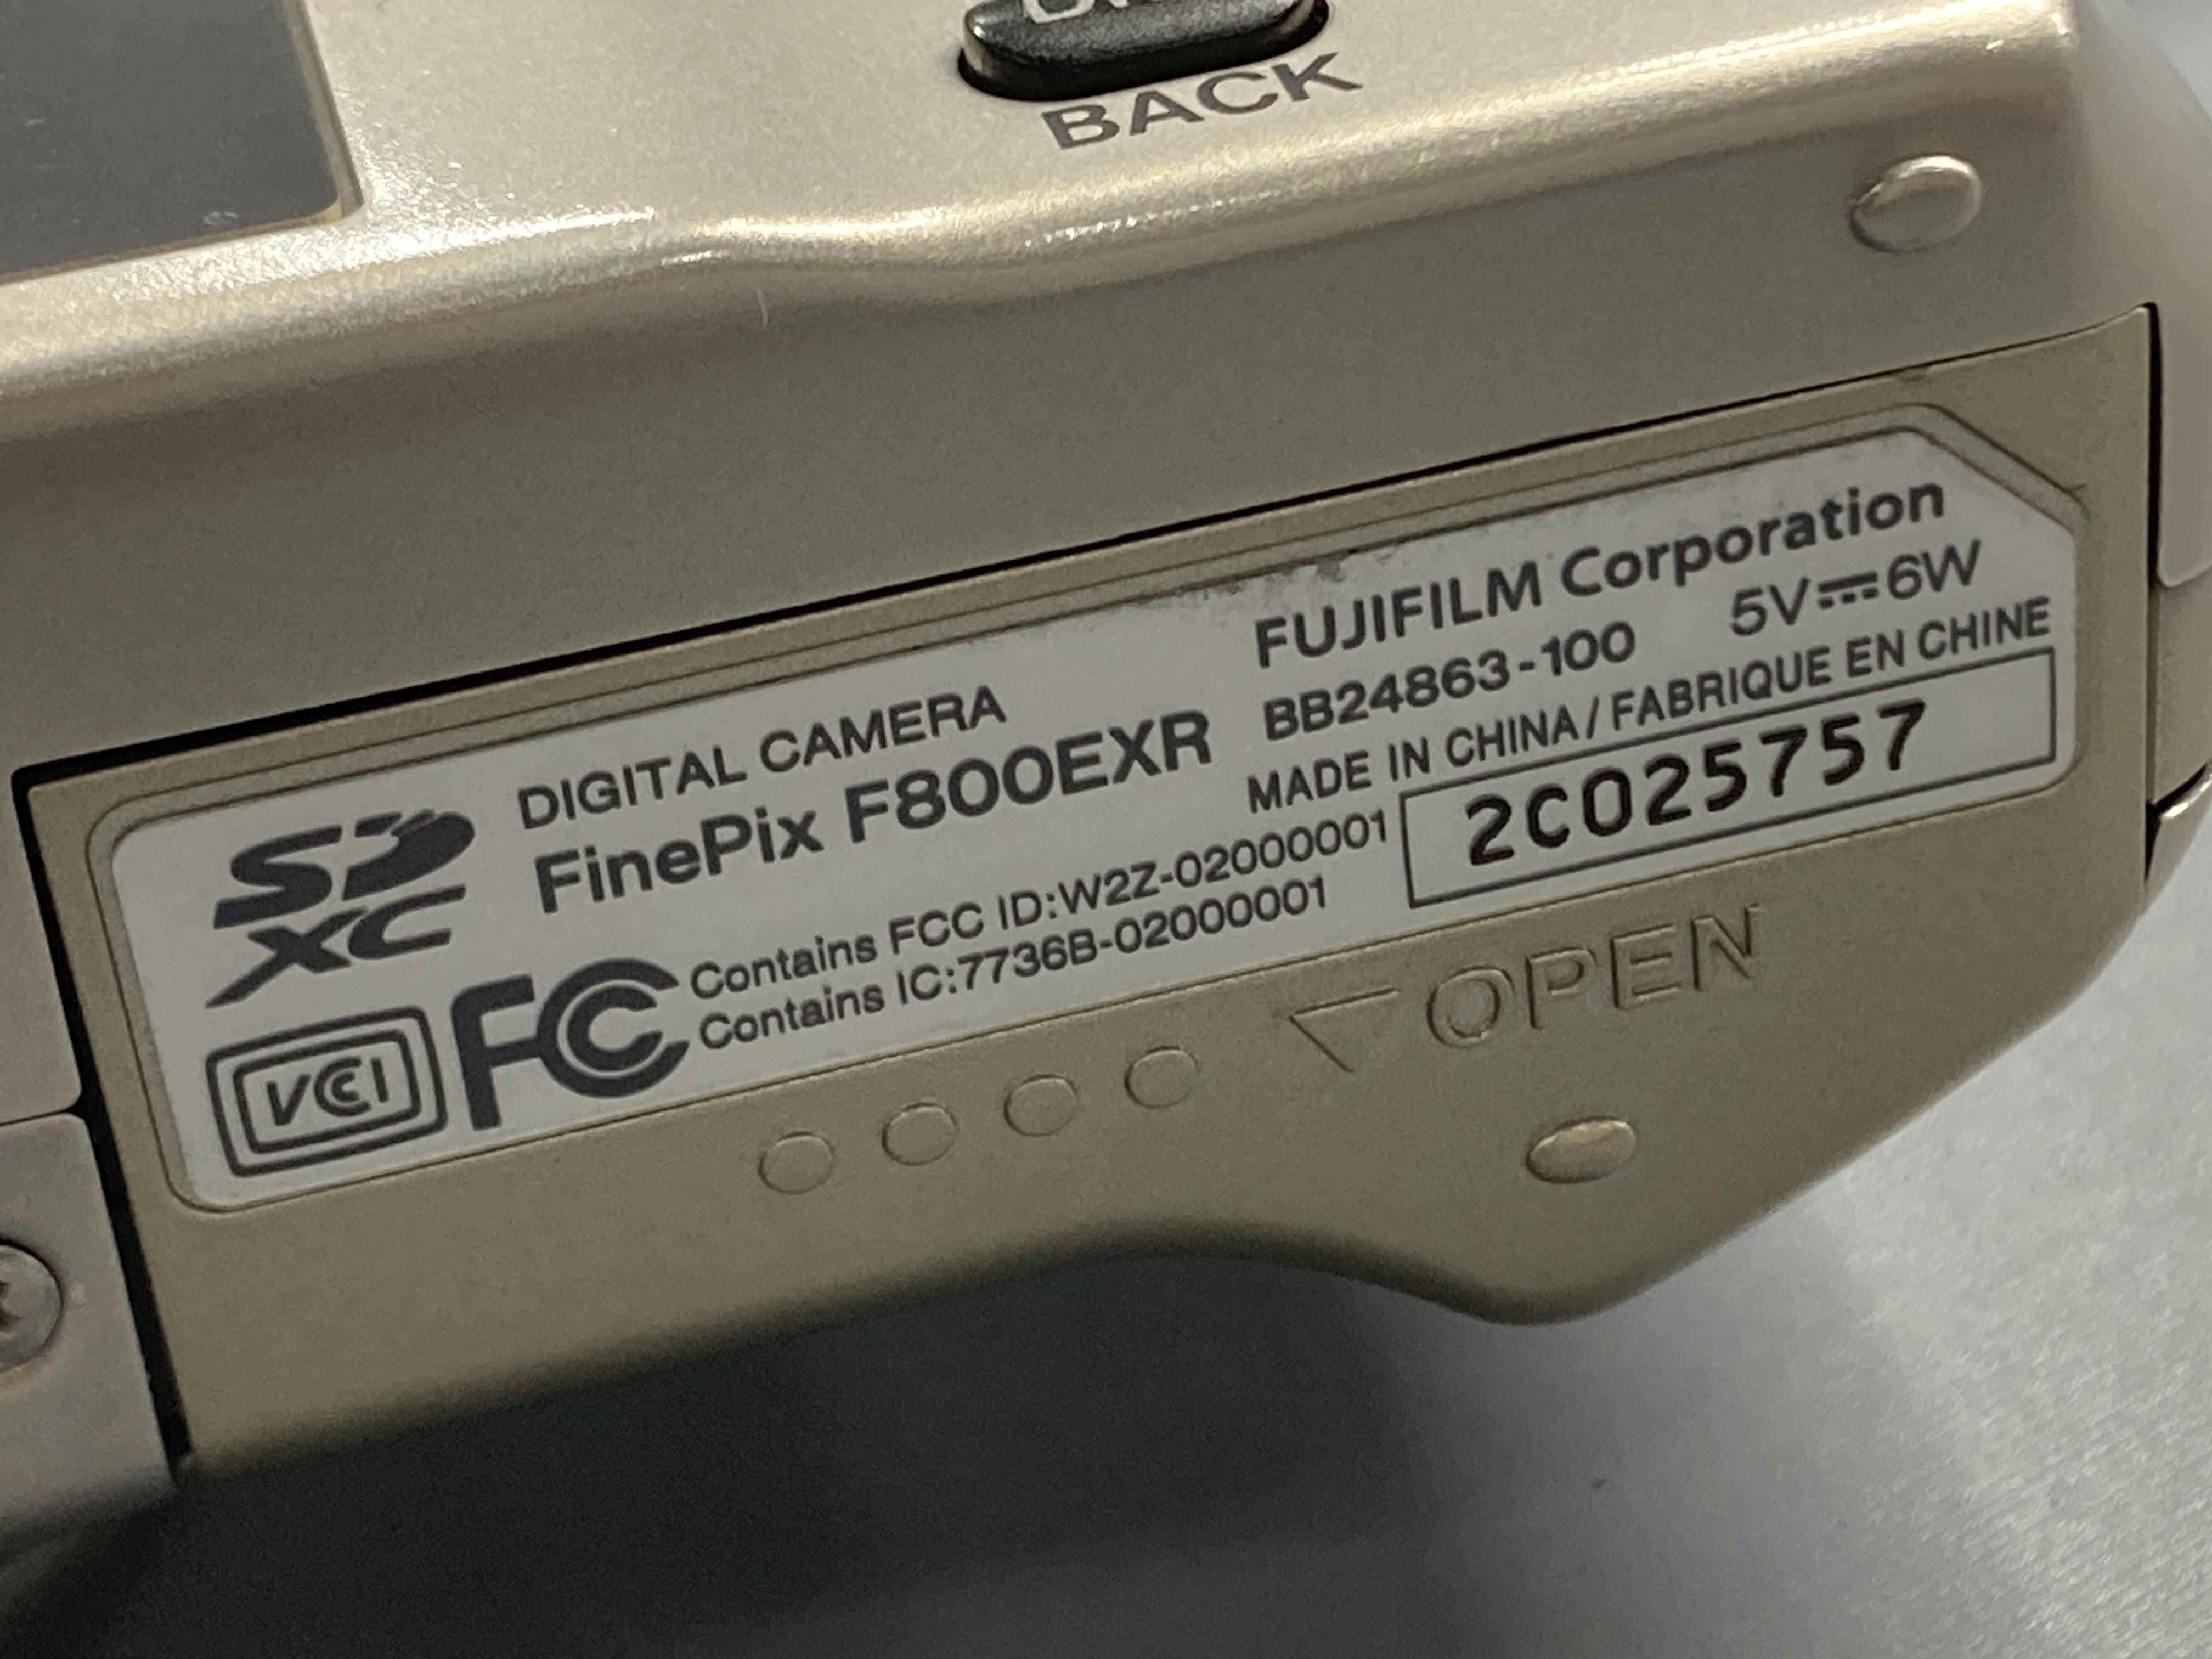 BACK
FUJIFILM Corporation
BB24863-100 5V⎓6W
MADE IN CHINA/FABRIQUE EN CHINE
2C025757
DIGITAL CAMERA
FinePix F800EXR
SD
XC
Contains FCC ID:W2Z-02000001
Contains IC:7736B-02000001
VCCI
FC
OPEN